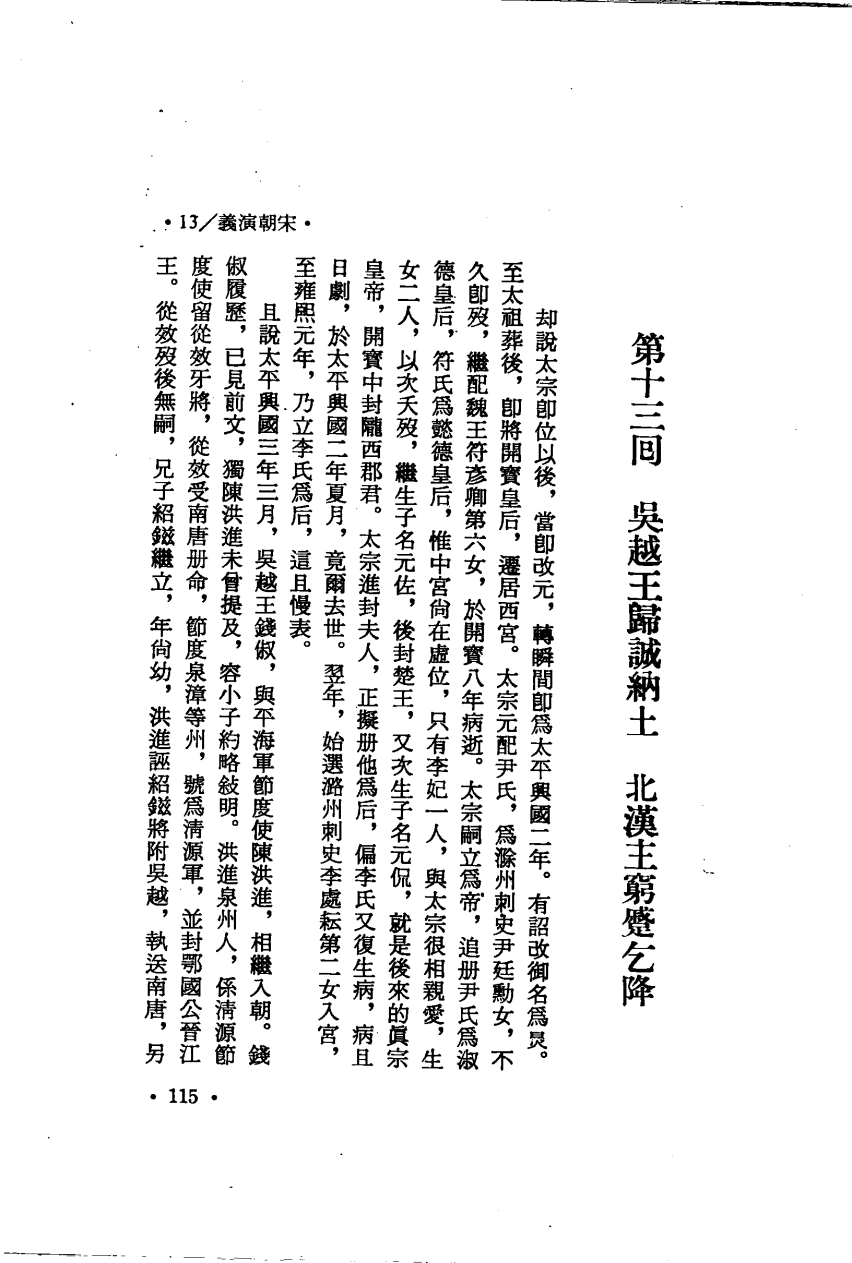 •13／義演朝宋•
第十三回　吳越王歸誠納土　北漢主窮蹙乞降
却說太宗卽位以後，當卽改元，轉瞬間卽爲太平興國二年。有詔改御名爲炅。
至太祖葬後，卽將開寶皇后，遷居西宮。太宗元配尹氏，爲滁州刺史尹廷勳女，不
久卽歿，繼配魏王符彥卿第六女，於開寶八年病逝。太宗嗣立爲帝，追册尹氏爲淑
德皇后，符氏爲懿德皇后，惟中宮尙在虛位，只有李妃一人，與太宗很相親愛，生
女二人，以次夭歿，繼生子名元佐，後封楚王，又次生子名元侃，就是後來的眞宗
皇帝，開寶中封隴西郡君。太宗進封夫人，正擬册他爲后，偏李氏又復生病，病且
日劇，於太平興國二年夏月，竟爾去世。翌年，始選潞州刺史李處耘第二女入宮，
至雍熙元年，乃立李氏爲后，這且慢表。
且說太平興國三年三月，吳越王錢俶，與平海軍節度使陳洪進，相繼入朝。錢
俶履歷，已見前文，獨陳洪進未曾提及，容小子約略敍明。洪進泉州人，係淸源節
度使留從效牙將，從效受南唐册命，節度泉漳等州，號爲淸源軍，並封鄂國公晉江
王。從效歿後無嗣，兄子紹鎡繼立，年尙幼，洪進誣紹鎡將附吳越，執送南唐，另
•115•